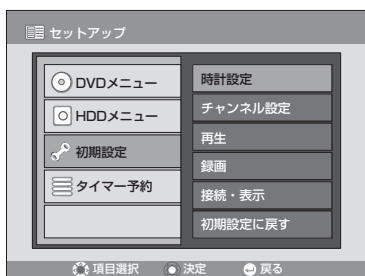 セットアップ
DVDメニュー
HDDメニュー
初期設定
タイマー予約
時計設定
チャンネル設定
再生
録画
接続・表示
初期設定に戻す
項目選択 決定 戻る